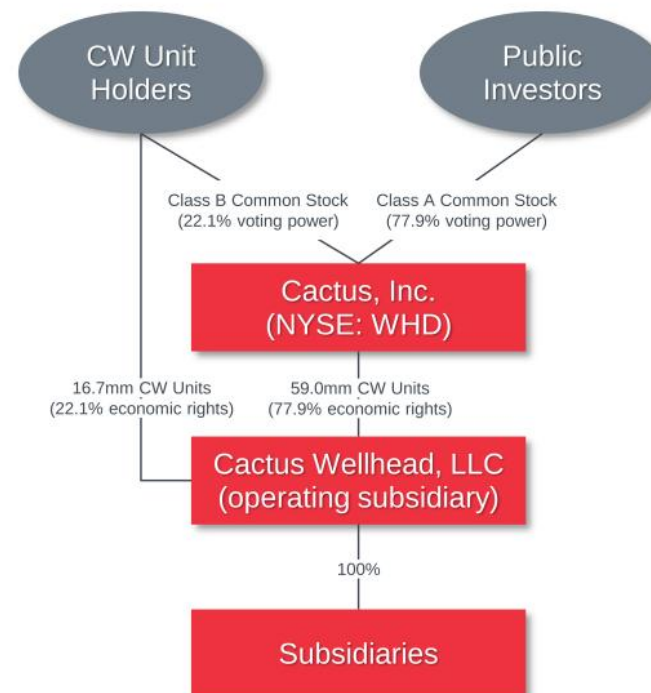 CW Unit
Holders
Public
Investors
Class B Common Stock
(22.1% voting power)
Class A Common Stock
(77.9% voting power)
Cactus, Inc.
(NYSE: WHD)
16.7mm CW Units
(22.1% economic rights)
59.0mm CW Units
(77.9% economic rights)
Cactus Wellhead, LLC
(operating subsidiary)
100%
Subsidiaries